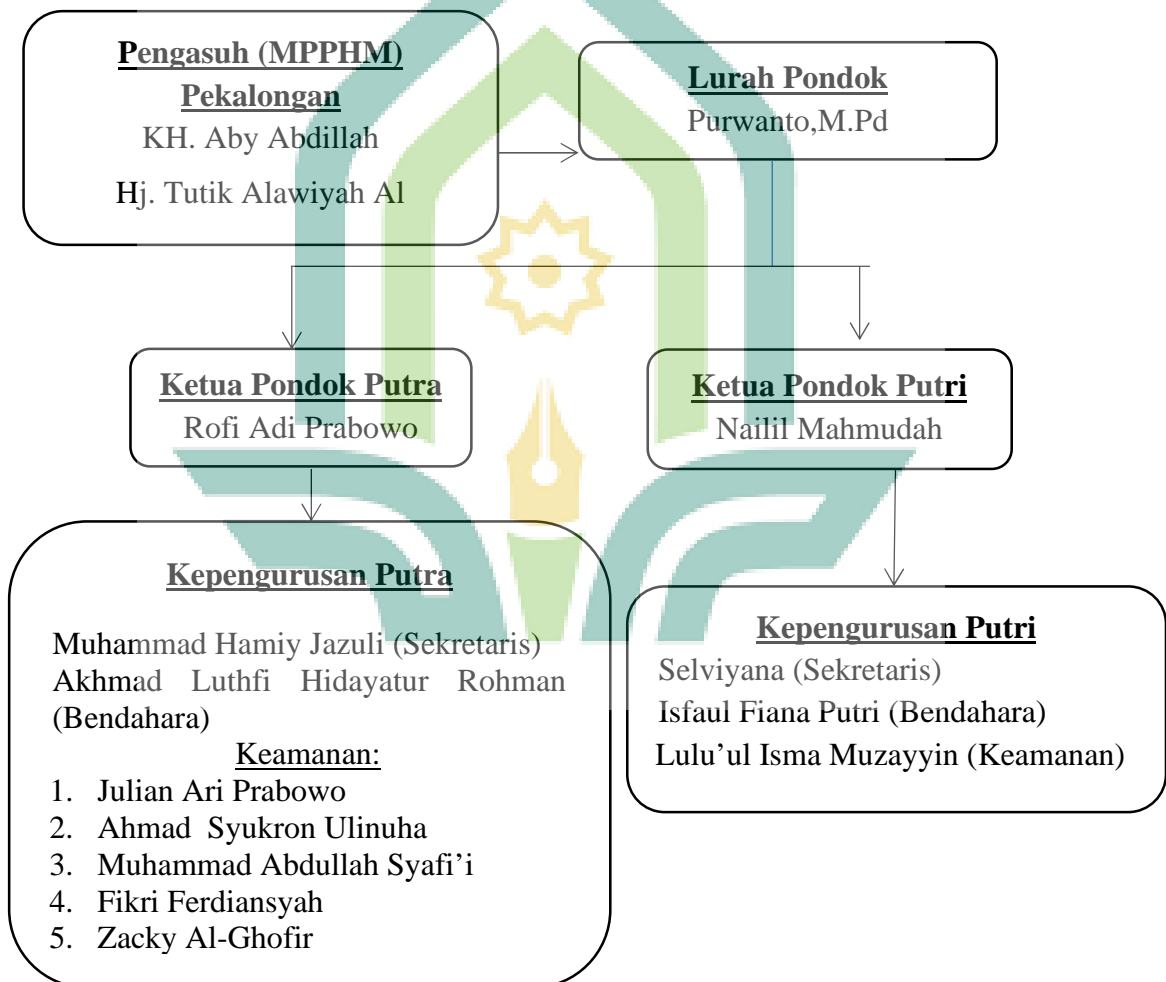 Pengasuh (MPPHM)
Pekalongan
KH. Aby Abdillah
Hj. Tutik Alawiyah Al
Lurah Pondok
Purwanto,M.Pd
Ketua Pondok Putra
Rofi Adi Prabowo
Ketua Pondok Putri
Nailil Mahmudah
Kepengurusan Putra
Muhammad Hamiy Jazuli (Sekretaris)
Akhmad Luthfi Hidayatur Rohman
(Bendahara)
Keamanan:
1. Julian Ari Prabowo
2. Ahmad Syukron Ulinuha
3. Muhammad Abdullah Syafi’i
4. Fikri Ferdiansyah
5. Zacky Al-Ghofir
Kepengurusan Putri
Selviyana (Sekretaris)
Isfaul Fiana Putri (Bendahara)
Lulu’ul Isma Muzayyin (Keamanan)